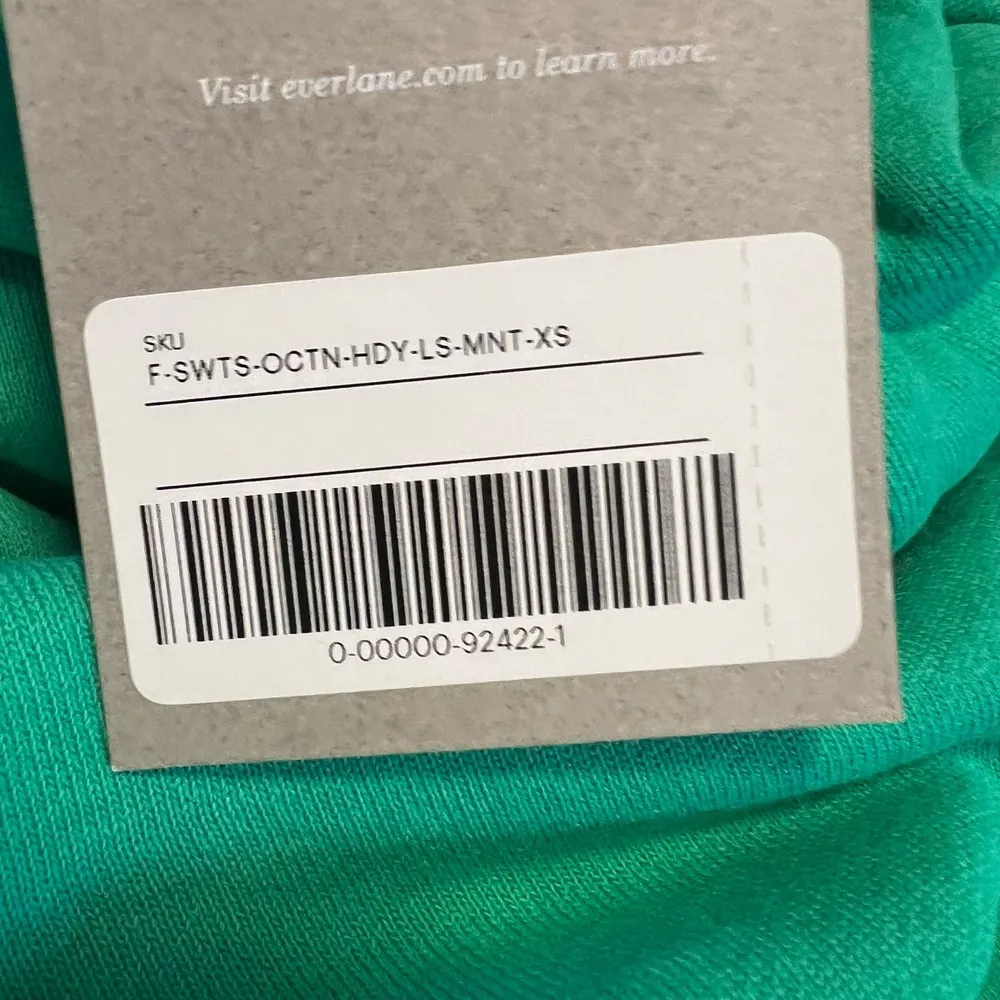 Visit everlane.com to learn more.
SKU
F-SWTS-OCTN-HDY-LS-MNT-XS
0-00000-92422-1